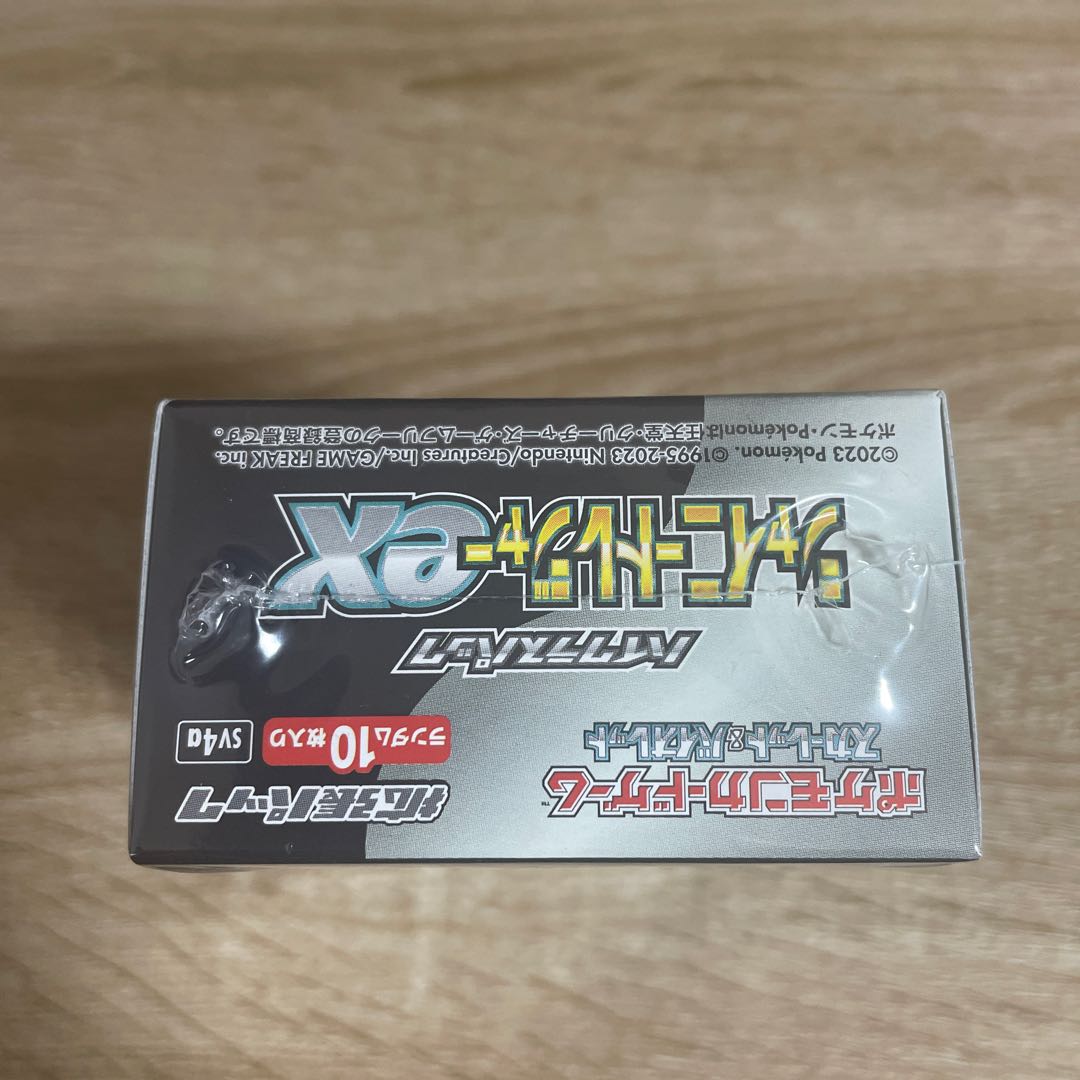 ポケモンカードゲーム™
スカーレット&バイオレット
拡張パック
ランダム10枚入り
SV4a
ハイクラスパック
シャイニートレジャーex
©2023 Pokémon. ©1995-2023 Nintendo/Creatures Inc./GAME FREAK inc.
ポケモン・Pokémonは任天堂・クリーチャーズ・ゲームフリークの登録商標です。